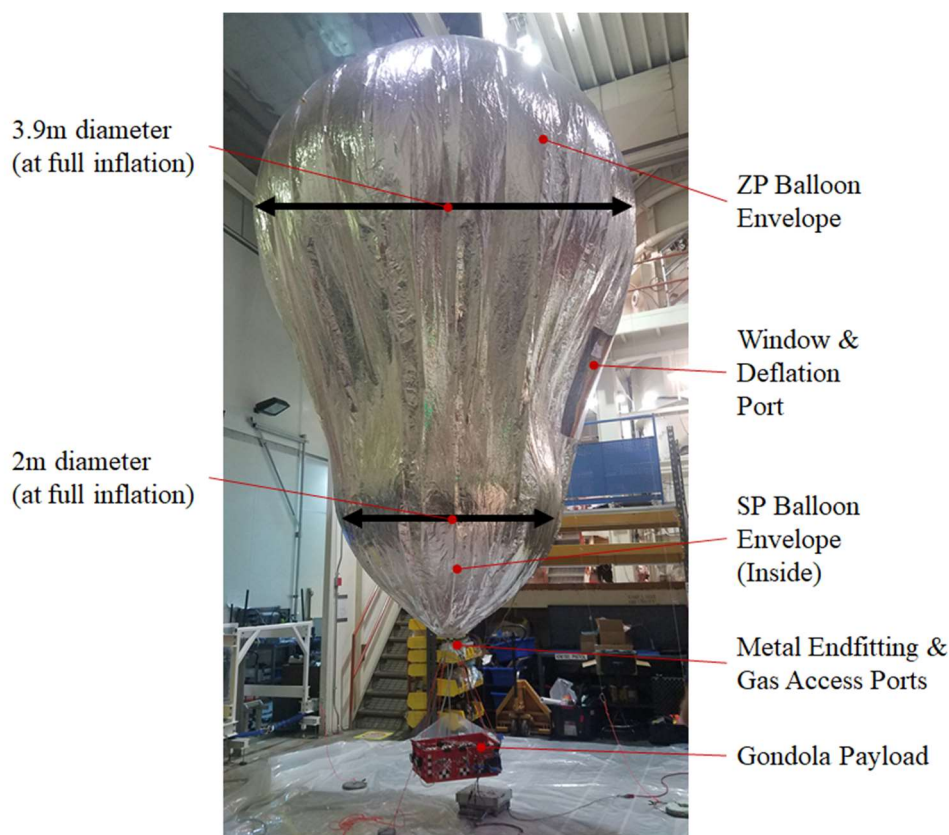 3.9m diameter
(at full inflation)
2m diameter
(at full inflation)
ZP Balloon
Envelope
Window &
Deflation
Port
SP Balloon
Envelope
(Inside)
Metal Endfitting &
Gas Access Ports
Gondola Payload